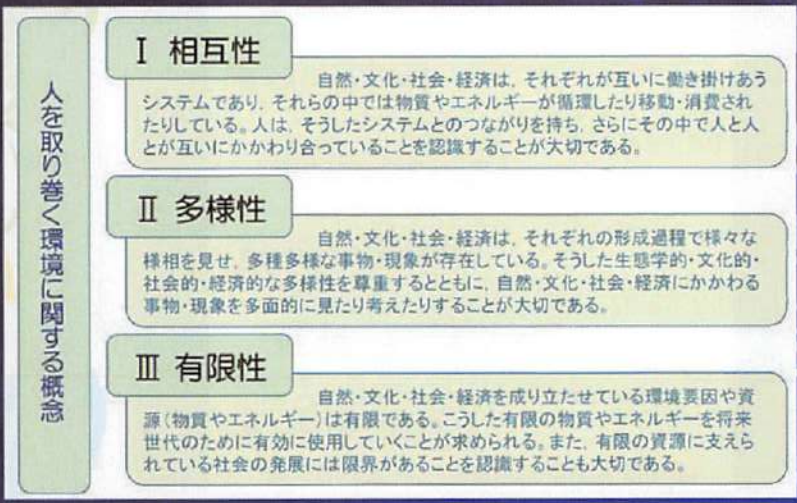 人を取り巻く環境に関する概念
Ⅰ 相互性
自然・文化・社会・経済は，それぞれが互いに働き掛けあう
システムであり，それらの中では物質やエネルギーが循環したり移動・消費され
たりしている。人は，そうしたシステムとのつながりを持ち，さらにその中で人と人
とが互いにかかわり合っていることを認識することが大切である。
Ⅱ 多様性
自然・文化・社会・経済は，それぞれの形成過程で様々な
様相を見せ，多種多様な事物・現象が存在している。そうした生態学的・文化的・
社会的・経済的な多様性を尊重するとともに，自然・文化・社会・経済にかかわる
事物・現象を多面的に見たり考えたりすることが大切である。
Ⅲ 有限性
自然・文化・社会・経済を成り立たせている環境要因や資
源（物質やエネルギー）は有限である。こうした有限の物質やエネルギーを将来
世代のために有効に使用していくことが求められる。また，有限の資源に支えら
れている社会の発展には限界があることを認識することも大切である。